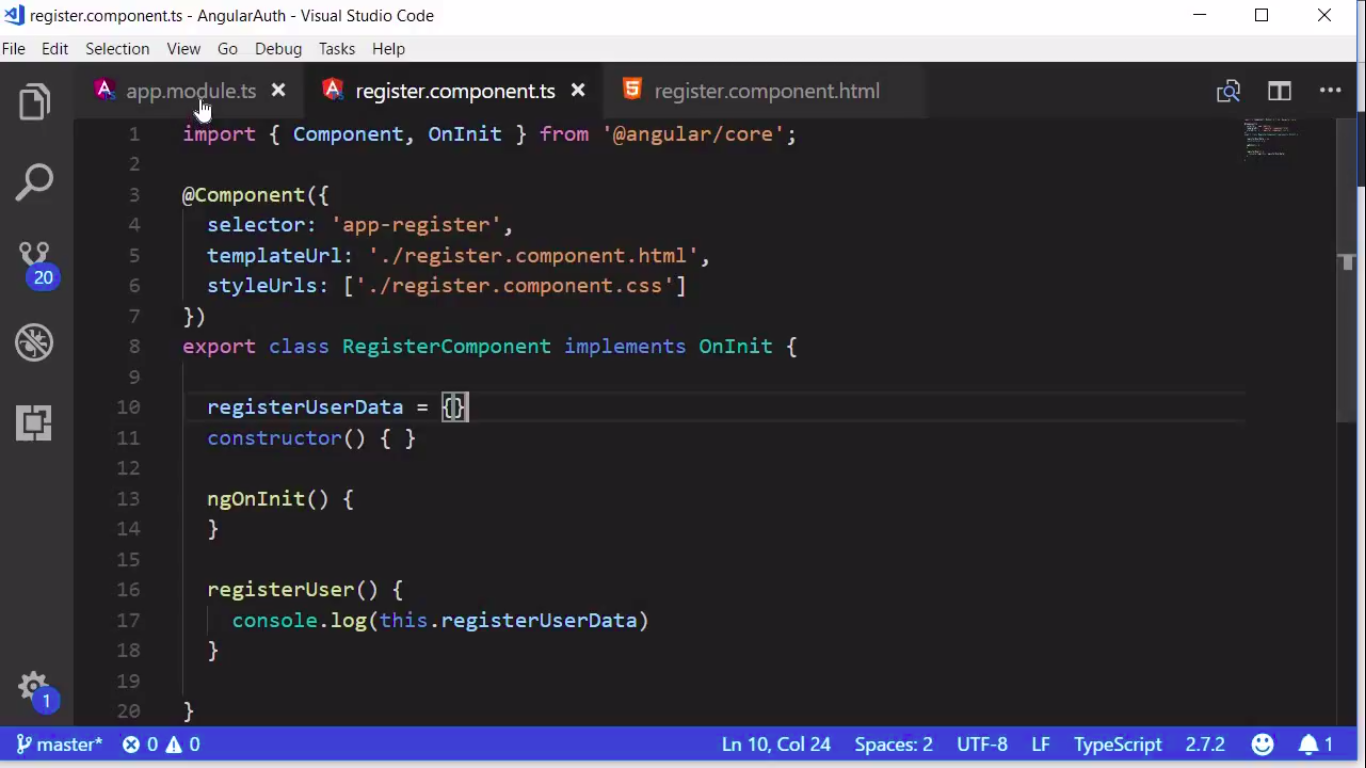 register.component.ts - AngularAuth - Visual Studio Code
File Edit Selection View Go Debug Tasks Help
app.module.ts register.component.ts register.component.html
1 import { Component, OnInit } from '@angular/core';
2
3 @Component({
4 selector: 'app-register',
5 templateUrl: './register.component.html',
6 styleUrls: ['./register.component.css']
7 })
8 export class RegisterComponent implements OnInit {
9
10 registerUserData = {}
11 constructor() { }
12
13 ngOnInit() {
14 }
15
16 registerUser() {
17 console.log(this.registerUserData)
18 }
19
20 }
20
1
master* 0 0 Ln 10, Col 24 Spaces: 2 UTF-8 LF TypeScript 2.7.2 1